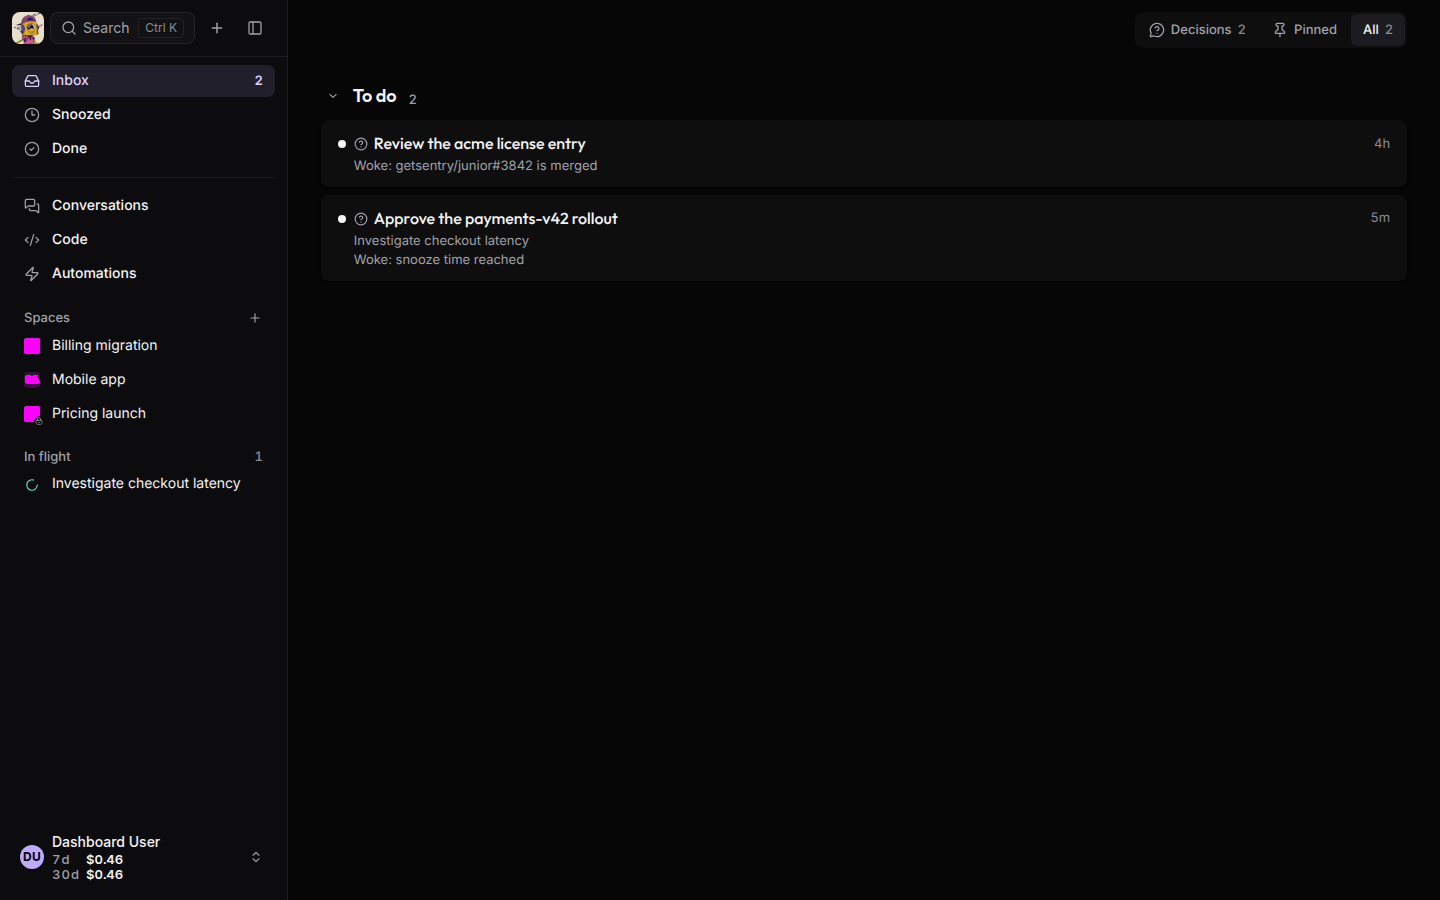 Search Ctrl K
Decisions 2
Pinned
All 2
Inbox 2
Snoozed
Done
Conversations
Code
Automations
Spaces
Billing migration
Mobile app
Pricing launch
In flight 1
Investigate checkout latency
DU
Dashboard User
7d $0.46
30d $0.46
To do 2
Review the acme license entry 4h
Woke: getsentry/junior#3842 is merged
Approve the payments-v42 rollout 5m
Investigate checkout latency
Woke: snooze time reached